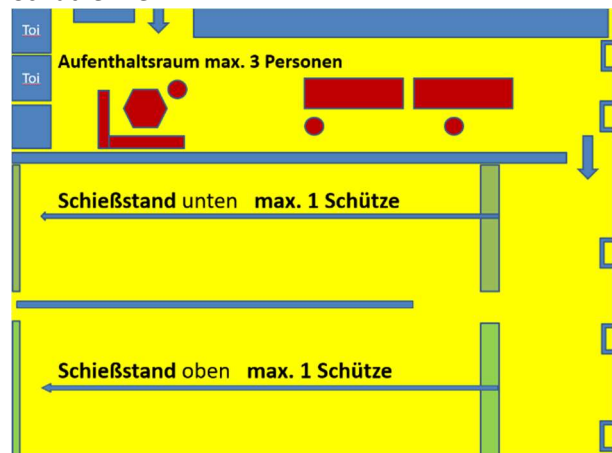 Toi
Aufenthaltsraum max. 3 Personen
Toi
Schießstand unten max. 1 Schütze
Schießstand oben max. 1 Schütze